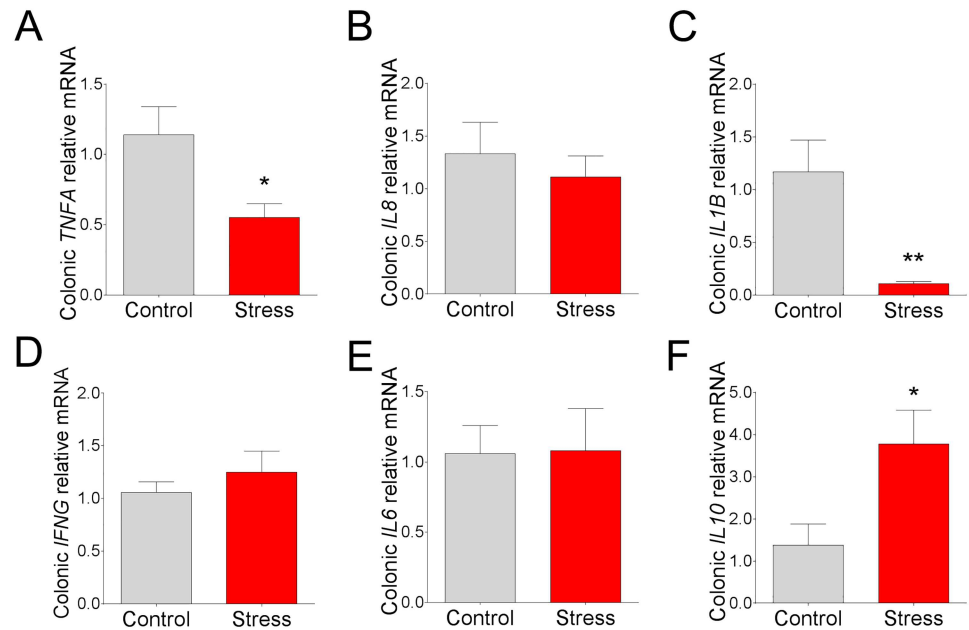 A
Colonic TNFA relative mRNA
1.5
1.0
0.5
0.0
*
Control Stress
B
Colonic IL8 relative mRNA
2.0
1.5
1.0
0.5
0.0
Control Stress
C
Colonic IL1B relative mRNA
2.0
1.5
1.0
0.5
0.0
**
Control Stress
D
Colonic IFNG relative mRNA
2.0
1.5
1.0
0.5
0.0
Control Stress
E
Colonic IL6 relative mRNA
2.0
1.5
1.0
0.5
0.0
Control Stress
F
Colonic IL10 relative mRNA
5.0
4.0
3.0
2.0
1.0
0.0
*
Control Stress